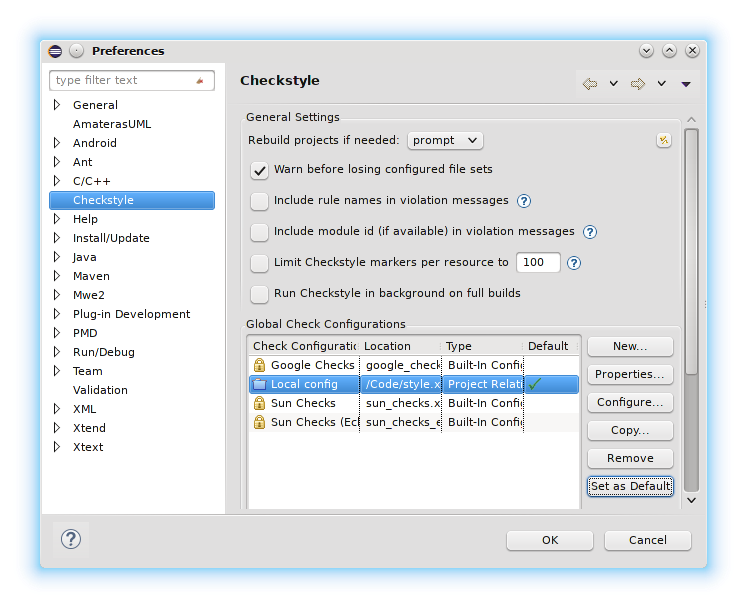 Preferences
type filter text
General
AmaterasUML
Android
Ant
C/C++
Checkstyle
Help
Install/Update
Java
Maven
Mwe2
Plug-in Development
PMD
Run/Debug
Team
Validation
XML
Xtend
Xtext
Checkstyle
General Settings
Rebuild projects if needed: prompt
Warn before losing configured file sets
Include rule names in violation messages
Include module id (if available) in violation messages
Limit Checkstyle markers per resource to 100
Run Checkstyle in background on full builds
Global Check Configurations
Check Configuratic Location Type Default
Google Checks google_check Built-In Config
Local config /Code/style.x Project Relati
Sun Checks sun_checks.x Built-In Config
Sun Checks (Ecl sun_checks_e Built-In Config
New...
Properties...
Configure...
Copy...
Remove
Set as Default
OK Cancel